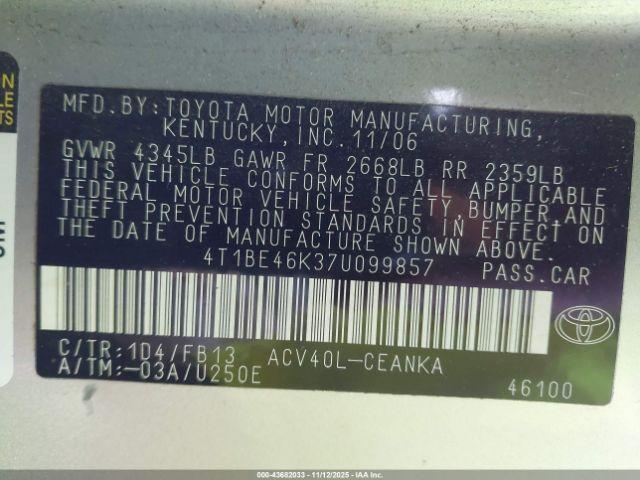 N
LE
TS
MFD.BY:TOYOTA MOTOR MANUFACTURING,
KENTUCKY,INC.11/06
GVWR 4345LB GAWR FR 2668LB RR 2359LB
THIS VEHICLE CONFORMS TO ALL APPLICABLE
FEDERAL MOTOR VEHICLE SAFETY,BUMPER,AND
THEFT PREVENTION STANDARDS IN EFFECT ON
THE DATE OF MANUFACTURE SHOWN ABOVE.
4T1BE46K37U099857 PASS.CAR
C/TR:1D4/FB13 ACV40L-CEANKA
A/TM:-03A/U250E 46100
000-43682033 - 11/12/2025 - IAA Inc.